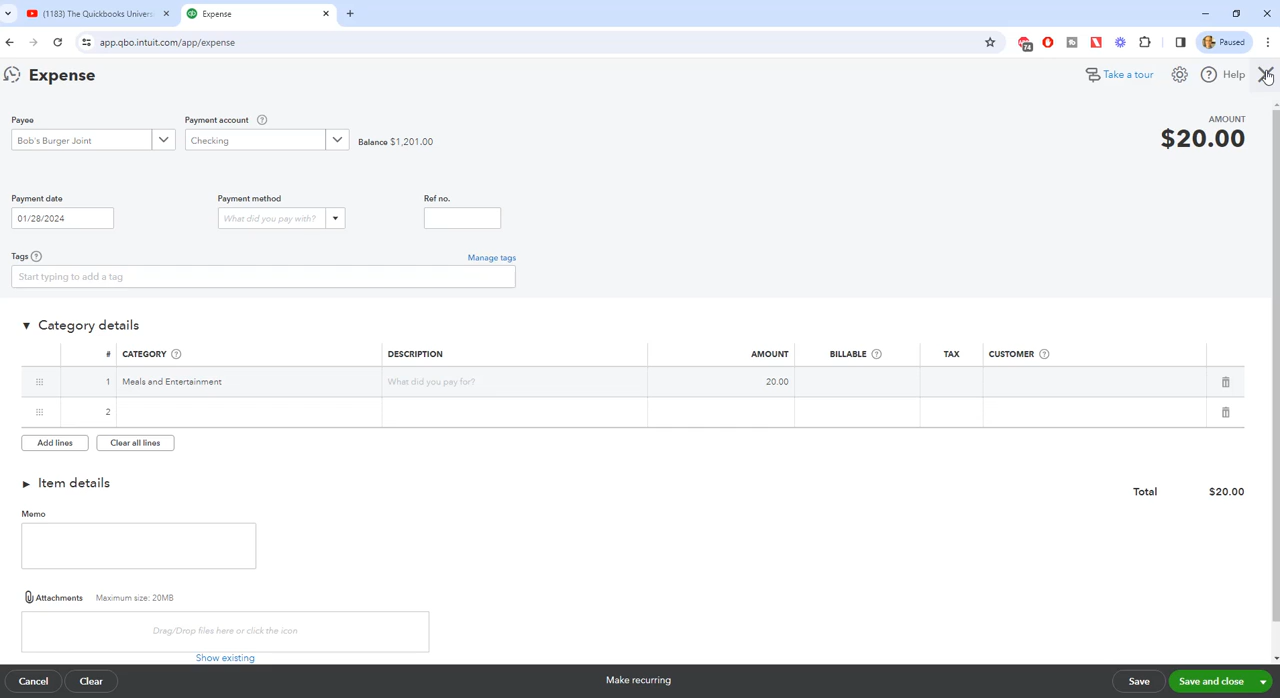 (1183) The Quickbooks Univers
Expense
app.qbo.intuit.com/app/expense
74
Paused
Expense
Take a tour
Help
Payee
Payment account
AMOUNT
Bob's Burger Joint
Checking
Balance $1,201.00
$20.00
Payment date
Payment method
Ref no.
01/28/2024
What did you pay with?
Tags
Manage tags
Start typing to add a tag
Category details
# CATEGORY DESCRIPTION AMOUNT BILLABLE TAX CUSTOMER
1 Meals and Entertainment What did you pay for? 20.00
2
Add lines Clear all lines
Item details
Total $20.00
Memo
Attachments Maximum size: 20MB
Drag/Drop files here or click the icon
Show existing
Cancel Clear Make recurring Save Save and close